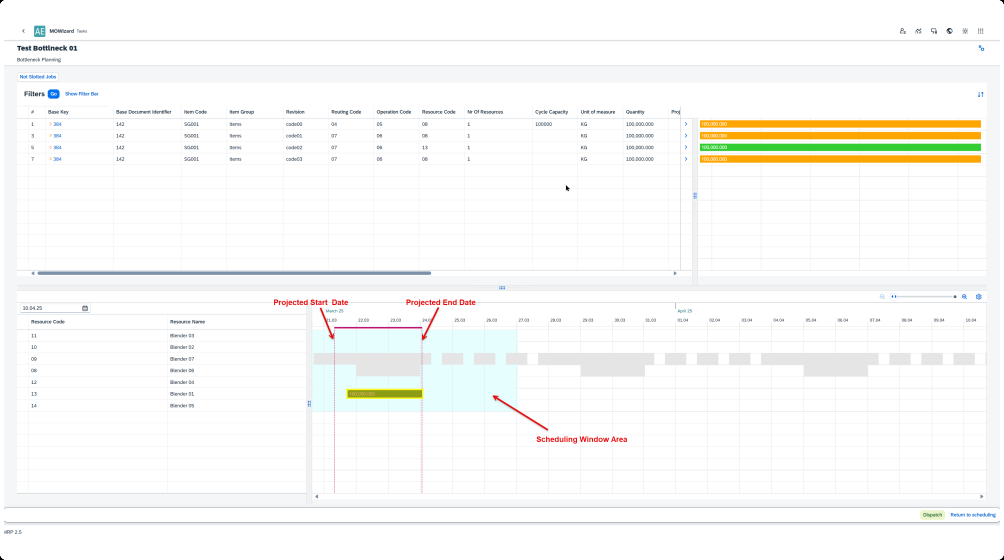 AE MOWizard Tasks
Test Bottlneck 01
Bottleneck Planning
Not Slotted Jobs
Filters Go Show Filter Bar
# Base Key Base Document Identifier Item Code Item Group Revision Routing Code Operation Code Resource Code Nr Of Resources Cycle Capacity Unit of measure Quantity Proj
1 384 142 SG001 Items code00 04 05 08 1 100000 KG 100,000.000 100,000.000
3 384 142 SG001 Items code01 07 06 08 1 KG 100,000.000 100,000.000
5 384 142 SG001 Items code02 07 06 13 1 KG 100,000.000 100,000.000
7 384 142 SG001 Items code03 07 06 08 1 KG 100,000.000 100,000.000
Projected Start Date Projected End Date
10.04.25
March 25 April 25
Resource Code Resource Name
21.03 22.03 23.03 24.03 25.03 26.03 27.03 28.03 29.03 30.03 31.03 01.04 02.04 03.04 04.04 05.04 06.04 07.04 08.04 09.04 10.04
11 Blender 03
10 Blender 02
09 Blender 07
08 Blender 06
12 Blender 04
13 Blender 01
14 Blender 05
Scheduling Window Area
Dispatch Return to scheduling
MRP 2.5